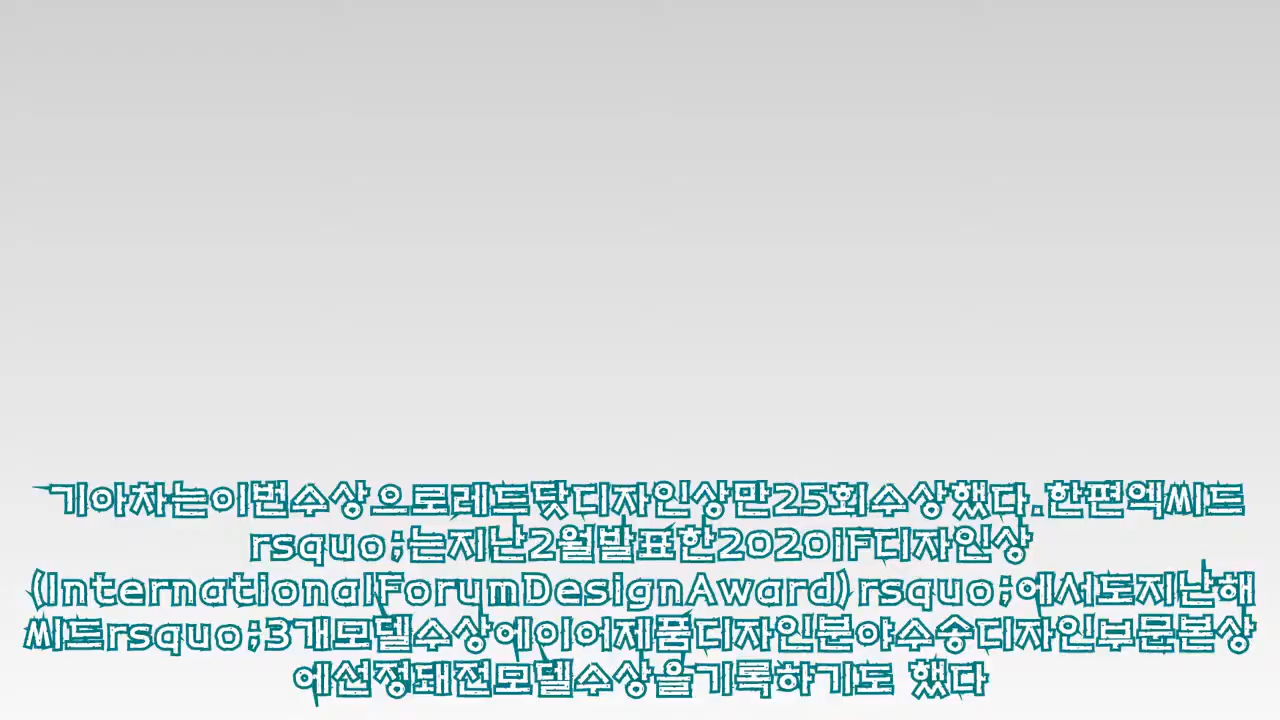 기아차는이번수상으로레드닷디자인상만25회수상했다.한편엑씨드
rsquo;는지난2월발표한2020iF디자인상
(InternationalForumDesignAward)rsquo;에서도지난해
씨드rsquo;3개모델수상에이어제품디자인분야수송디자인부문본상
에선정돼전모델수상을기록하기도 했다